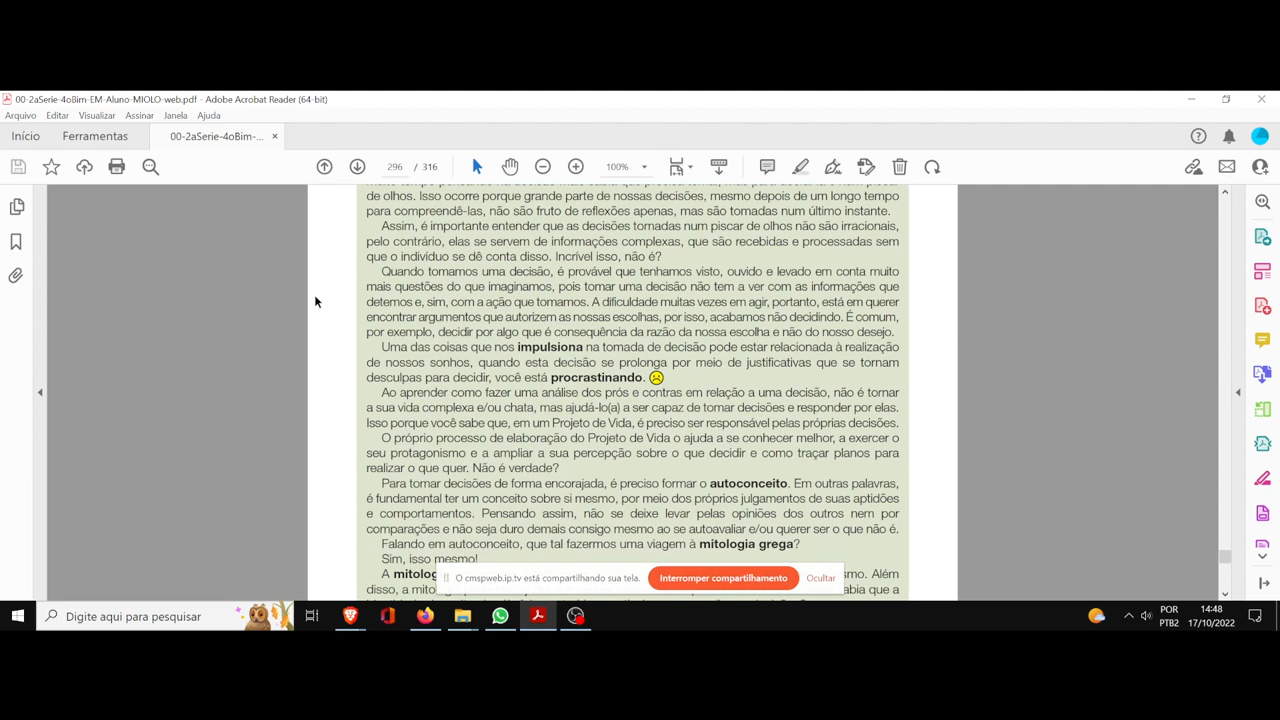 00-2aSerie-4oBim-EM-Aluno-MIOLO-web.pdf - Adobe Acrobat Reader (64-bit)
Arquivo Editar Visualizar Assinar Janela Ajuda
Início Ferramentas 00-2aSerie-4oBim-... ×
296 / 316 100%
de olhos. Isso ocorre porque grande parte de nossas decisões, mesmo depois de um longo tempo
para compreendê-las, não são fruto de reflexões apenas, mas são tomadas num último instante.
Assim, é importante entender que as decisões tomadas num piscar de olhos não são irracionais,
pelo contrário, elas se servem de informações complexas, que são recebidas e processadas sem
que o indivíduo se dê conta disso. Incrível isso, não é?
Quando tomamos uma decisão, é provável que tenhamos visto, ouvido e levado em conta muito
mais questões do que imaginamos, pois tomar uma decisão não tem a ver com as informações que
detemos e, sim, com a ação que tomamos. A dificuldade muitas vezes em agir, portanto, está em querer
encontrar argumentos que autorizem as nossas escolhas, por isso, acabamos não decidindo. É comum,
por exemplo, decidir por algo que é consequência da razão da nossa escolha e não do nosso desejo.
Uma das coisas que nos impulsiona na tomada de decisão pode estar relacionada à realização
de nossos sonhos, quando esta decisão se prolonga por meio de justificativas que se tornam
desculpas para decidir, você está procrastinando.
Ao aprender como fazer uma análise dos prós e contras em relação a uma decisão, não é tornar
a sua vida complexa e/ou chata, mas ajudá-lo(a) a ser capaz de tomar decisões e responder por elas.
Isso porque você sabe que, em um Projeto de Vida, é preciso ser responsável pelas próprias decisões.
O próprio processo de elaboração do Projeto de Vida o ajuda a se conhecer melhor, a exercer o
seu protagonismo e a ampliar a sua percepção sobre o que decidir e como traçar planos para
realizar o que quer. Não é verdade?
Para tomar decisões de forma encorajada, é preciso formar o autoconceito. Em outras palavras,
é fundamental ter um conceito sobre si mesmo, por meio dos próprios julgamentos de suas aptidões
e comportamentos. Pensando assim, não se deixe levar pelas opiniões dos outros nem por
comparações e não seja duro demais consigo mesmo ao se autoavaliar e/ou querer ser o que não é.
Falando em autoconceito, que tal fazermos uma viagem à mitologia grega?
Sim, isso mesmo!
A Além
disso, a
O cmspweb.ip.tv está compartilhando sua tela. Interromper compartilhamento Ocultar
Digite aqui para pesquisar
POR
PTB2
14:48
17/10/2022